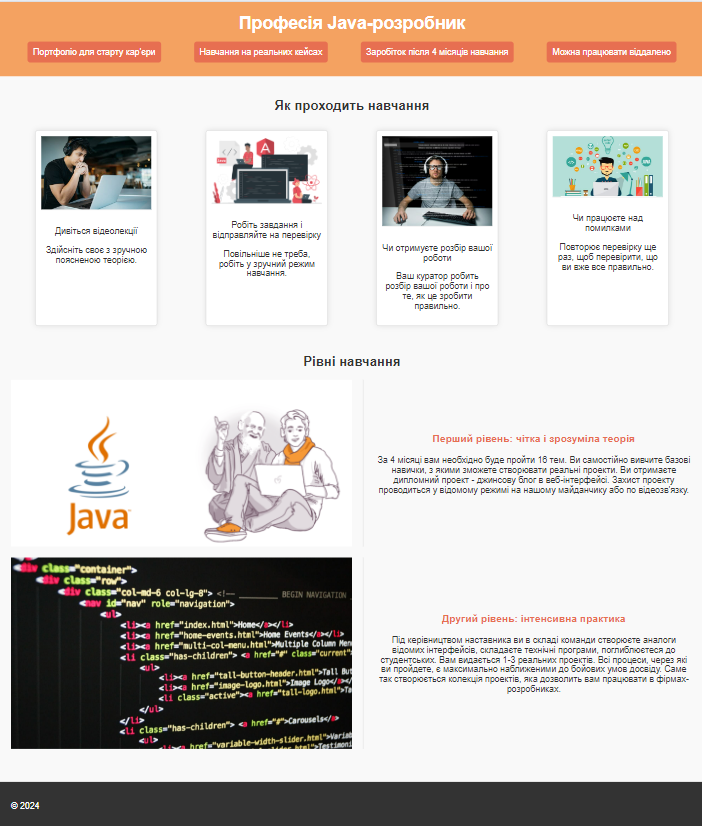 Професія Java-розробник
Портфоліо для старту кар'єри
Навчання на реальних кейсах
Заробіток після 4 місяців навчання
Можна працювати віддалено
Як проходить навчання
Дивіться відеолекції
Здійсніть своє з зручною
поясненою теорією.
Робіть завдання і
відправляйте на перевірку
Повільніше не треба,
робіть у зручний режим
навчання.
Чи отримуєте розбір вашої
роботи
Ваш куратор робить
розбір вашої роботи і про
те, як це зробити
правильно.
Чи працюєте над
помилками
Повторює перевірку ще
раз, щоб перевірити, що
ви вже все правильно.
Рівні навчання
Java
Перший рівень: чітка і зрозуміла теорія
За 4 місяці вам необхідно буде пройти 16 тем. Ви самостійно вивчите базові
навички, з якими зможете створювати реальні проекти. Ви отримаєте
дипломний проект - джинсову блог в веб-інтерфейсі. Захист проекту
проводиться у відомому режимі на нашому майданчику або по відеозв'язку.
<div class="container">
<div class="row">
<div class="col-md-6 col-lg-8"> <!-- ________ BEGIN NAVIGATION
<nav id="nav" role="navigation">
<ul>
<li><a href="index.html">Home</a></li>
<li><a href="home-events.html">Home Events</a></li>
<li><a href="multi-col-menu.html">Multiple Column Men
<li class="has-children"> <a href="#" class="current"
<ul>
<li><a href="tall-button-header.html">Tall But
<li><a href="image-logo.html">Image Logo</a></
<li class="active"><a href="tall-logo.html">Ta
</ul>
</li>
<li class="has-children"> <a href="#">Carousels</a>
<ul>
<li><a href="variable-width-slider.html">Variab
Testimoni
Другий рівень: інтенсивна практика
Під керівництвом наставника ви в складі команди створюєте аналоги
відомих інтерфейсів, складаєте технічні програми, поглиблюєтеся до
студентських. Вам видається 1-3 реальних проектів. Всі процеси, через які
ви пройдете, є максимально наближеними до бойових умов досвіду. Саме
так створюється колекція проектів, яка дозволить вам працювати в фірмах-
розробниках.
© 2024